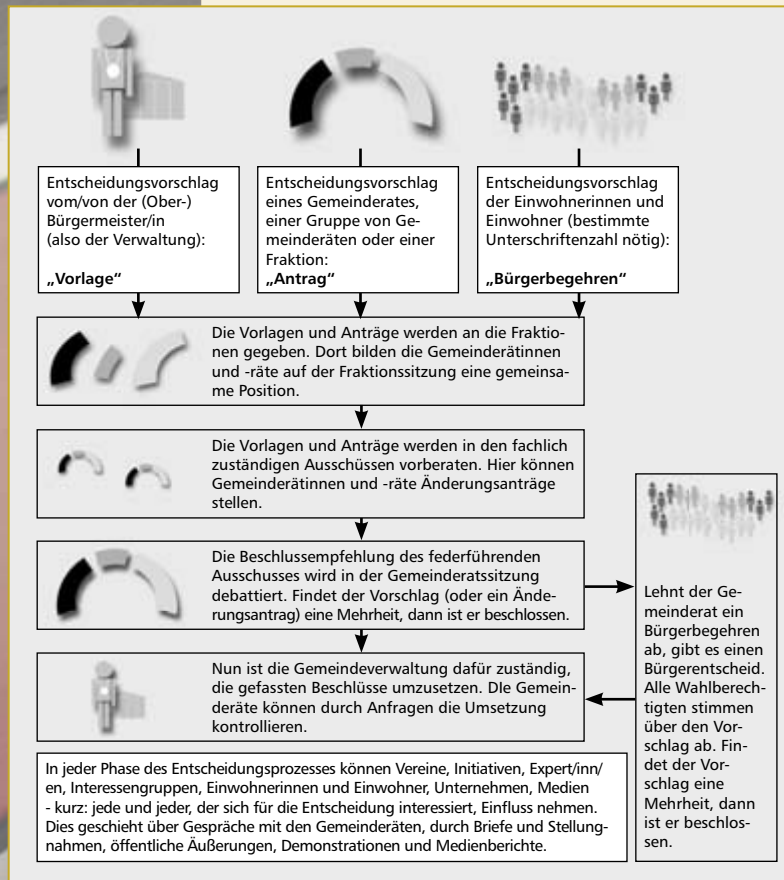 Entscheidungsvorschlag
vom/von der (Ober-)
Bürgermeister/in
(also der Verwaltung):
„Vorlage“
Entscheidungsvorschlag
eines Gemeinderates,
einer Gruppe von Ge-
meinderäten oder einer
Fraktion:
„Antrag“
Entscheidungsvorschlag
der Einwohnerinnen und
Einwohner (bestimmte
Unterschriftenzahl nötig):
„Bürgerbegehren“
Die Vorlagen und Anträge werden an die Fraktio-
nen gegeben. Dort bilden die Gemeinderätinnen
und -räte auf der Fraktionssitzung eine gemeinsa-
me Position.
Die Vorlagen und Anträge werden in den fachlich
zuständigen Ausschüssen vorberaten. Hier können
Gemeinderätinnen und -räte Änderungsanträge
stellen.
Die Beschlussempfehlung des federführenden
Ausschusses wird in der Gemeinderatssitzung
debattiert. Findet der Vorschlag (oder ein Ände-
rungsantrag) eine Mehrheit, dann ist er beschlossen.
Lehnt der Ge-
meinderat ein
Bürgerbegehren
ab, gibt es einen
Bürgerentscheid.
Alle Wahlberech-
tigten stimmen
über den Vor-
schlag ab. Fin-
det der Vor-
schlag eine
Mehrheit, dann
ist er beschlos-
sen.
Nun ist die Gemeindeverwaltung dafür zuständig,
die gefassten Beschlüsse umzusetzen. DIe Gemein-
deräte können durch Anfragen die Umsetzung
kontrollieren.
In jeder Phase des Entscheidungsprozesses können Vereine, Initiativen, Expert/inn/
en, Interessengruppen, Einwohnerinnen und Einwohner, Unternehmen, Medien
- kurz: jede und jeder, der sich für die Entscheidung interessiert, Einfluss nehmen.
Dies geschieht über Gespräche mit den Gemeinderäten, durch Briefe und Stellung-
nahmen, öffentliche Äußerungen, Demonstrationen und Medienberichte.